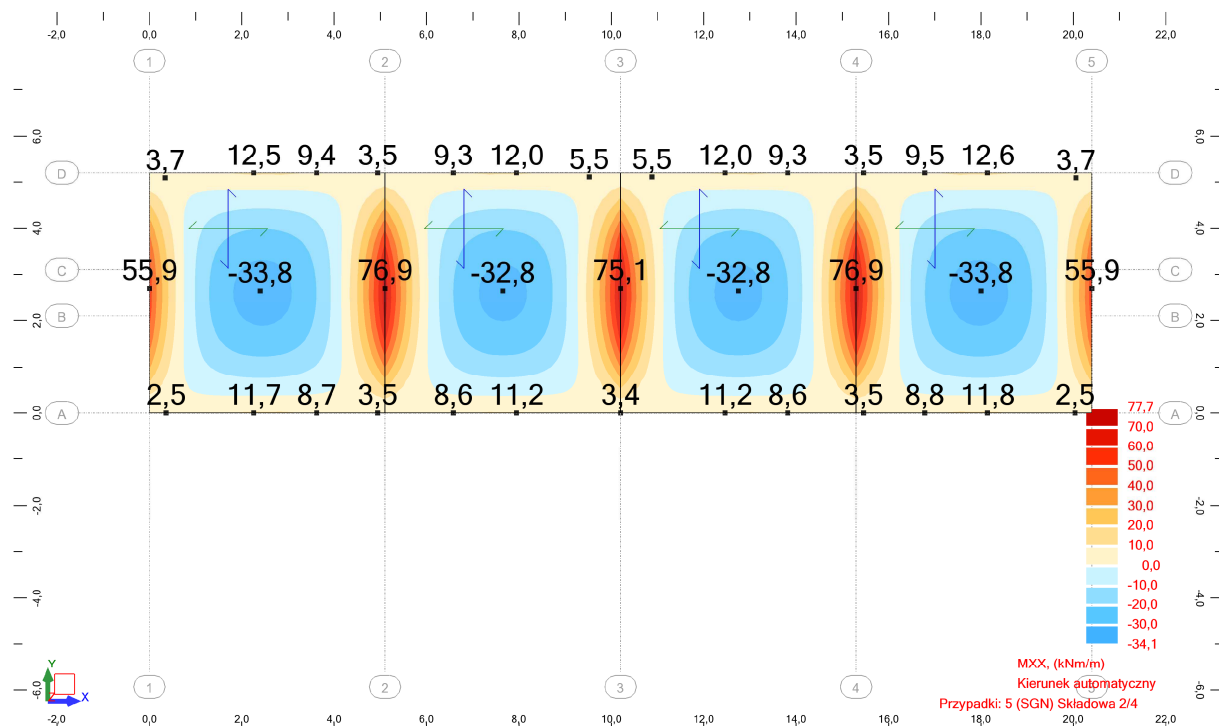 -2,0 0,0 2,0 4,0 6,0 8,0 10,0 12,0 14,0 16,0 18,0 20,0 22,0
1 2 3 4 5
6,0 6,0
3,7 12,5 9,4 3,5 9,3 12,0 5,5 5,5 12,0 9,3 3,5 9,5 12,6 3,7
D D
4,0 4,0
C 55,9 -33,8 76,9 -32,8 75,1 -32,8 76,9 -33,8 55,9 C
2,0 B B 2,0
2,5 11,7 8,7 3,5 8,6 11,2 3,4 11,2 8,6 3,5 8,8 11,8 2,5
A 0,0 A 0,0
77,7
70,0
60,0
50,0
-2,0 40,0 -2,0
30,0
20,0
10,0
0,0
-4,0 -10,0 -4,0
-20,0
-30,0
-34,1
MXX, (kNm/m)
Y
Z X
-6,0 1 2 3 4 5 -6,0
Kierunek automatyczny
Przypadki: 5 (SGN) Składowa 2/4
-2,0 0,0 2,0 4,0 6,0 8,0 10,0 12,0 14,0 16,0 18,0 20,0 22,0